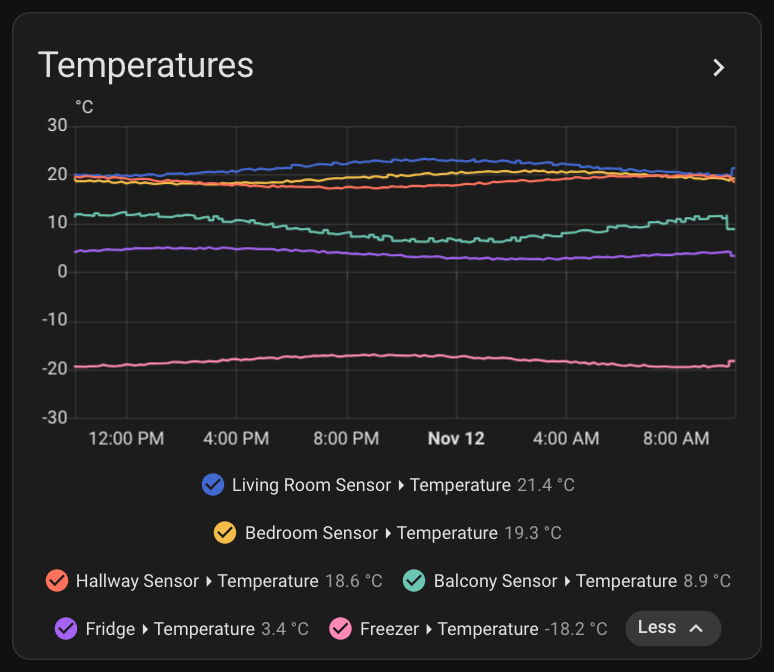 Temperatures
°C
30
20
10
0
-10
-20
-30
12:00 PM 4:00 PM 8:00 PM Nov 12 4:00 AM 8:00 AM
Living Room Sensor ▸ Temperature 21.4 °C
Bedroom Sensor ▸ Temperature 19.3 °C
Hallway Sensor ▸ Temperature 18.6 °C Balcony Sensor ▸ Temperature 8.9 °C
Fridge ▸ Temperature 3.4 °C Freezer ▸ Temperature -18.2 °C Less